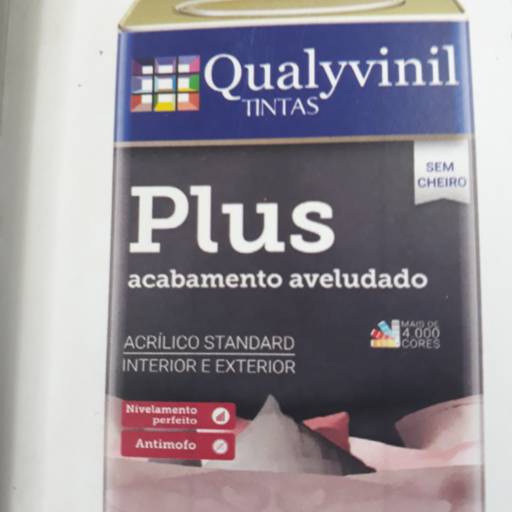 Qualyvinil
TINTAS
SEM
CHEIRO
Plus
acabamento aveludado
ACRÍLICO STANDARD
INTERIOR E EXTERIOR
MAIS DE
4.000
CORES
Nivelamento
perfeito
Antimofo